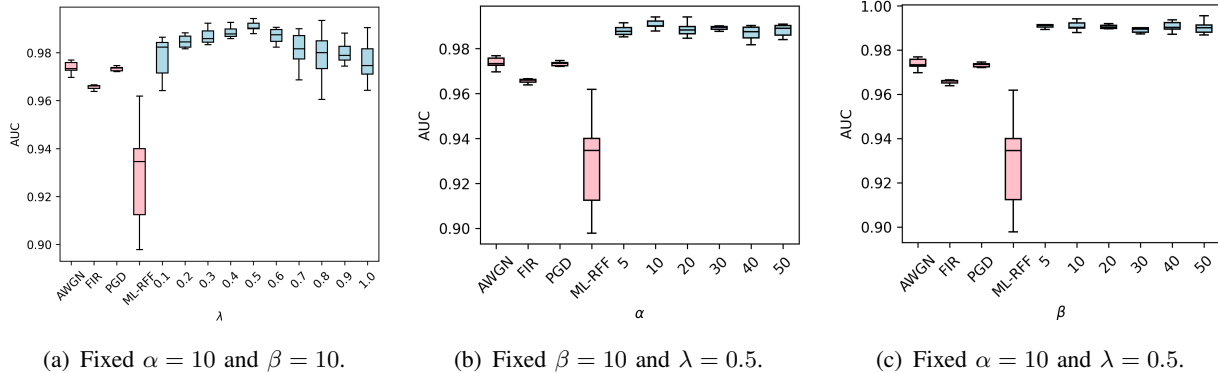 0.98
0.96
0.94
0.92
0.90
AUC
AWGN
FIR
PGD
ML-RFF
0.1
0.2
0.3
0.4
0.5
0.6
0.7
0.8
0.9
1.0
λ
(a) Fixed α = 10 and β = 10.
0.98
0.96
0.94
0.92
0.90
AUC
AWGN
FIR
PGD
ML-RFF
5
10
20
30
40
50
α
(b) Fixed β = 10 and λ = 0.5.
1.00
0.98
0.96
0.94
0.92
0.90
AUC
AWGN
FIR
PGD
ML-RFF
5
10
20
30
40
50
β
(c) Fixed α = 10 and λ = 0.5.